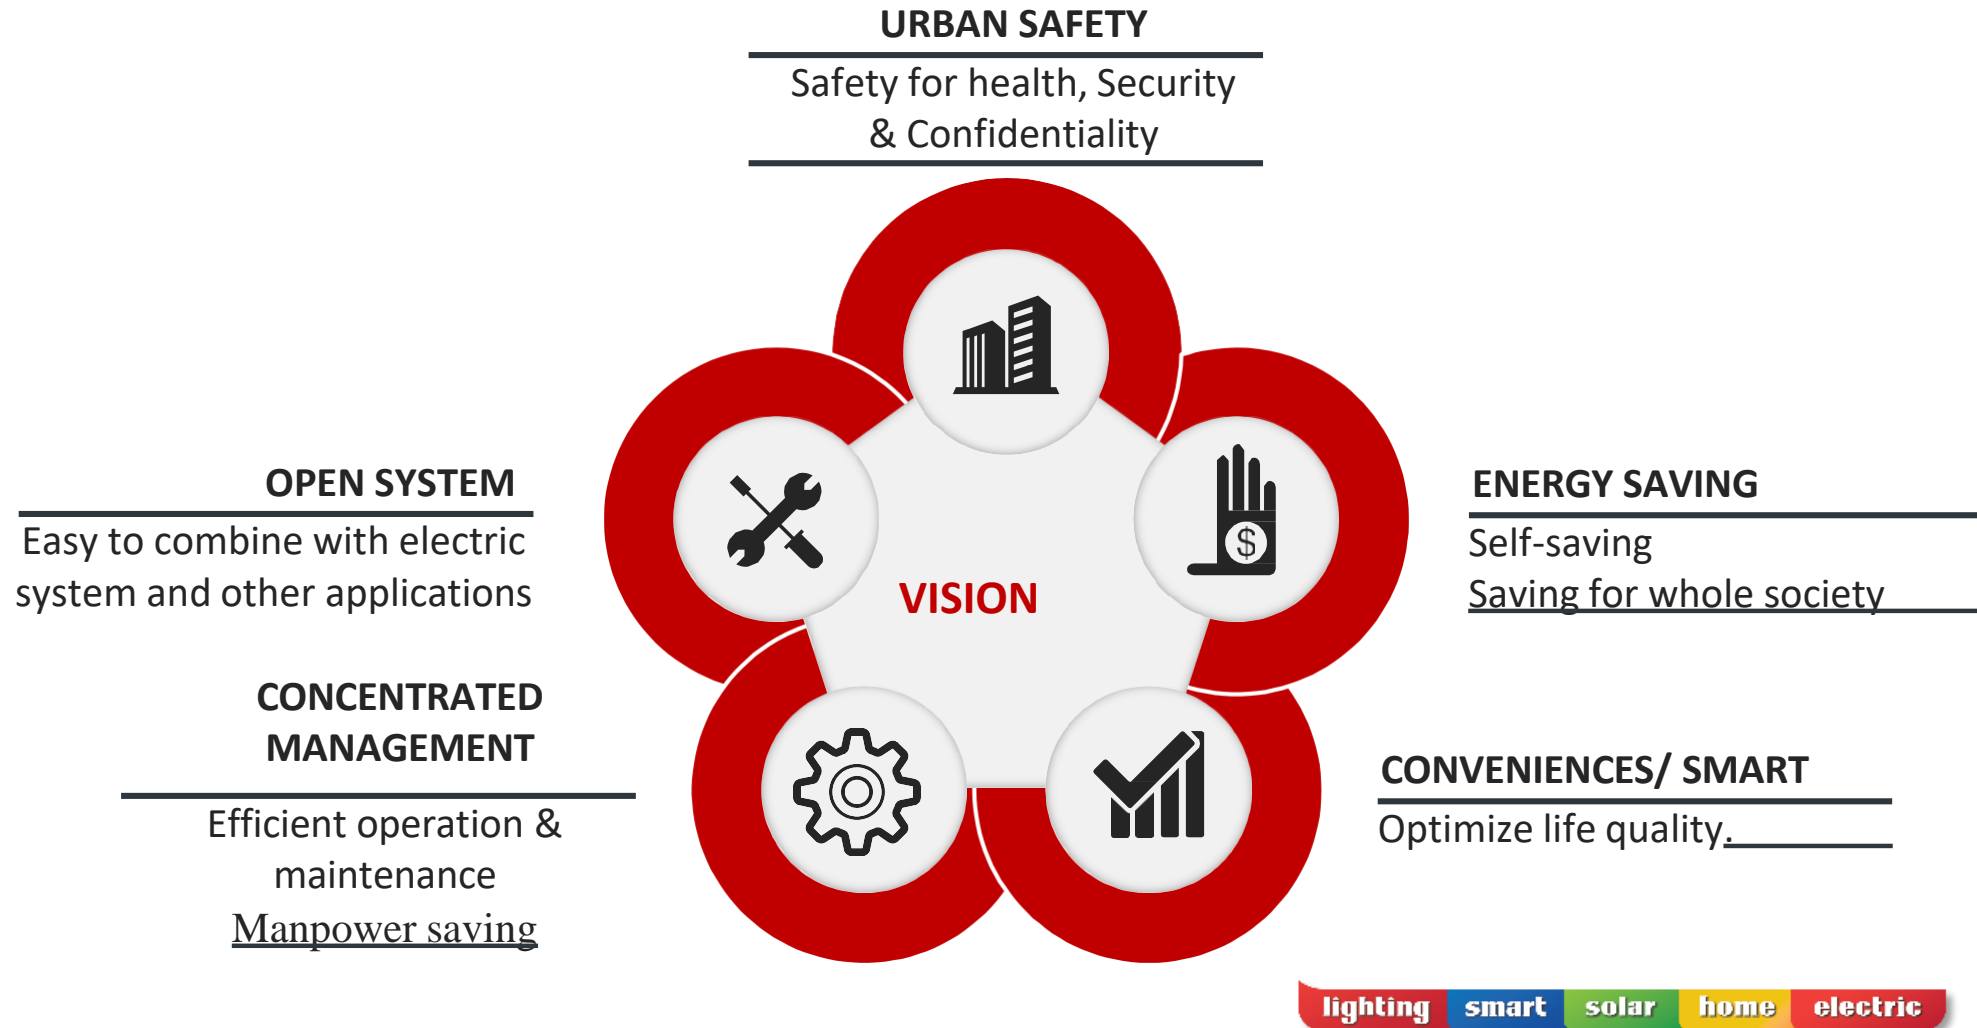 URBAN SAFETY
Safety for health, Security
& Confidentiality
OPEN SYSTEM
Easy to combine with electric
system and other applications
CONCENTRATED
MANAGEMENT
Efficient operation &
maintenance
Manpower saving
VISION
$
ENERGY SAVING
Self-saving
Saving for whole society
CONVENIENCES/ SMART
Optimize life quality.
lighting smart solar home electric